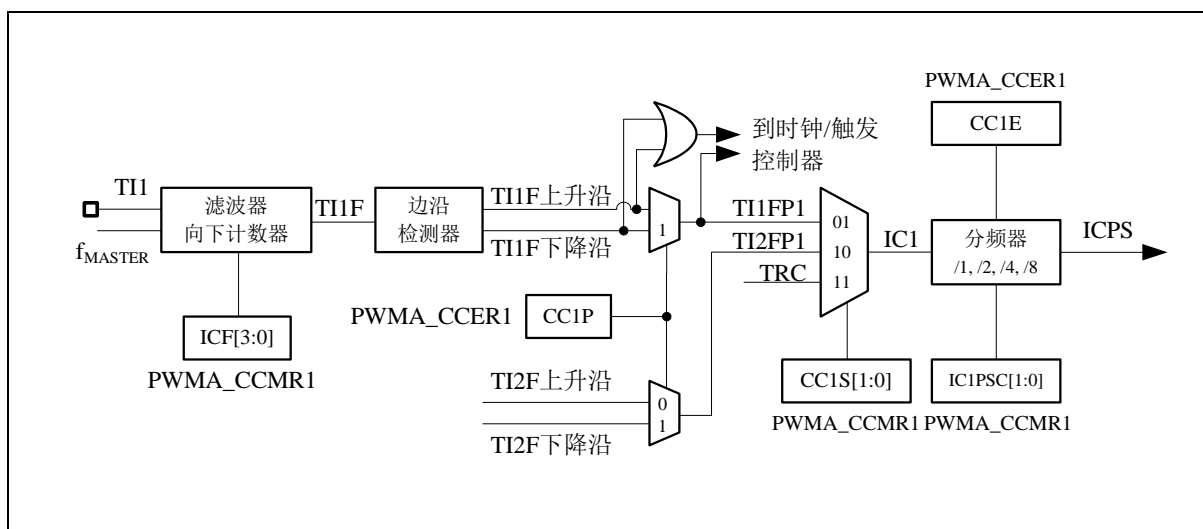 PWMA_CCER1
CC1E
到时钟/触发
控制器
TI1
滤波器
向下计数器
fMASTER
TI1F
边沿
检测器
TI1F上升沿
TI1F下降沿
1
TI1FP1
TI2FP1
TRC
01
10
11
IC1
分频器
/1, /2, /4, /8
ICPS
PWMA_CCER1
CC1P
ICF[3:0]
PWMA_CCMR1
TI2F上升沿
0
1
TI2F下降沿
CC1S[1:0]
PWMA_CCMR1
IC1PSC[1:0]
PWMA_CCMR1